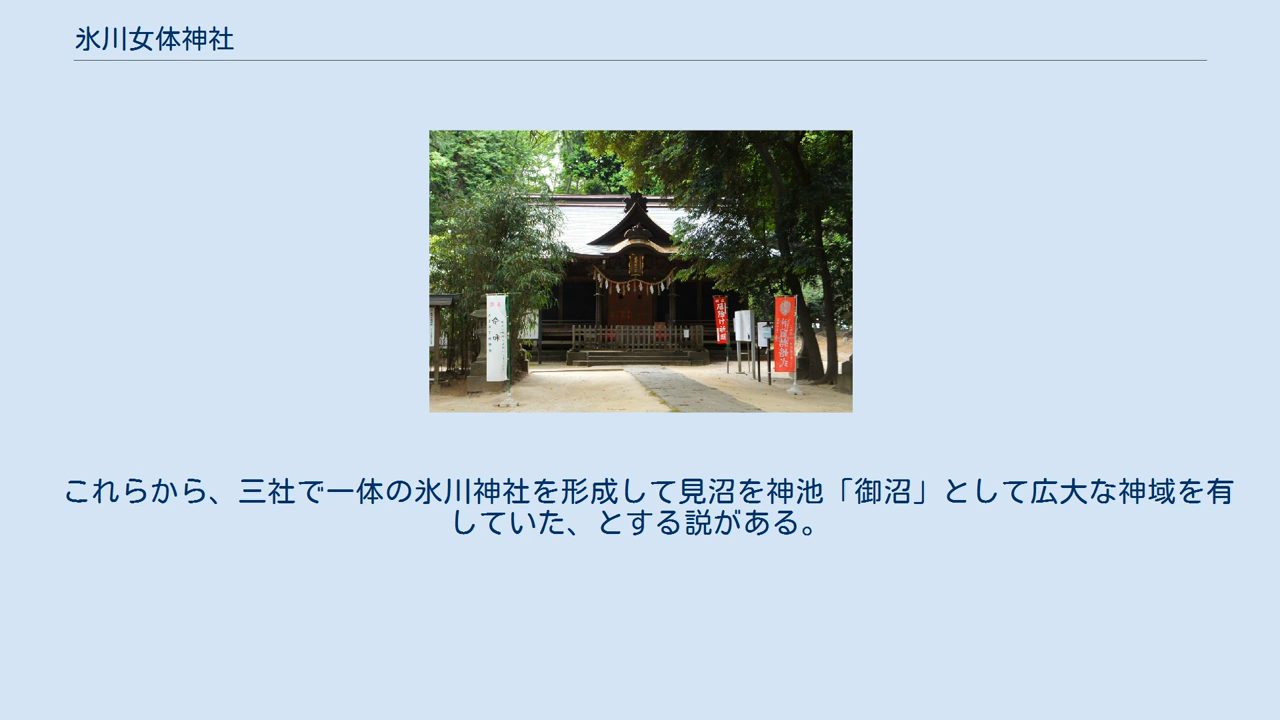 氷川女体神社
これらから、三社で一体の氷川神社を形成して見沼を神池「御沼」として広大な神域を有
していた、とする説がある。